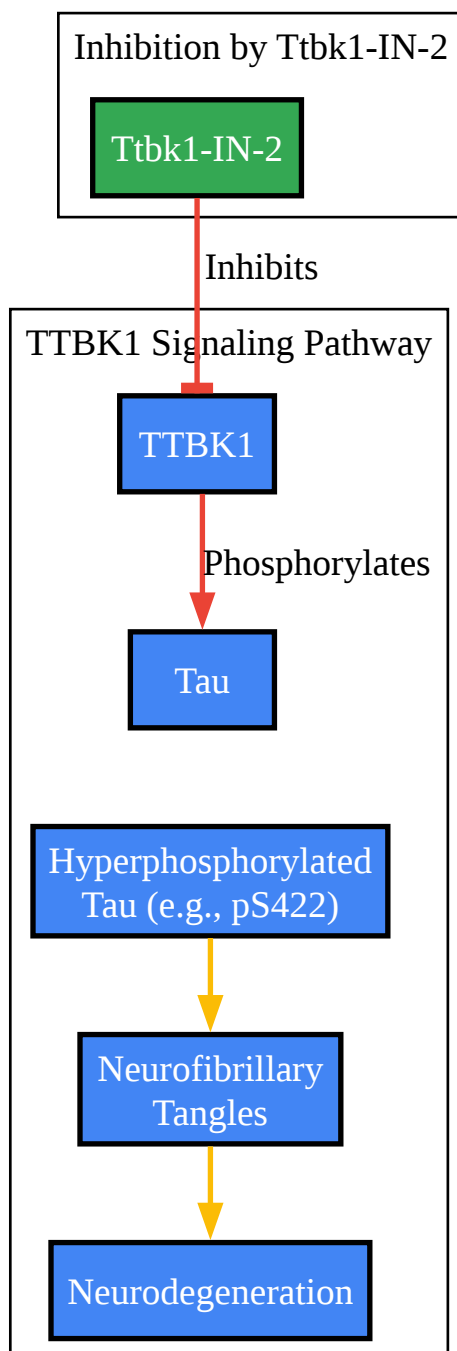 Inhibition by Ttbk1-IN-2
Ttbk1-IN-2
Inhibits
TTBK1 Signaling Pathway
TTBK1
Phosphorylates
Tau
Hyperphosphorylated
Tau (e.g., pS422)
Neurofibrillary
Tangles
Neurodegeneration